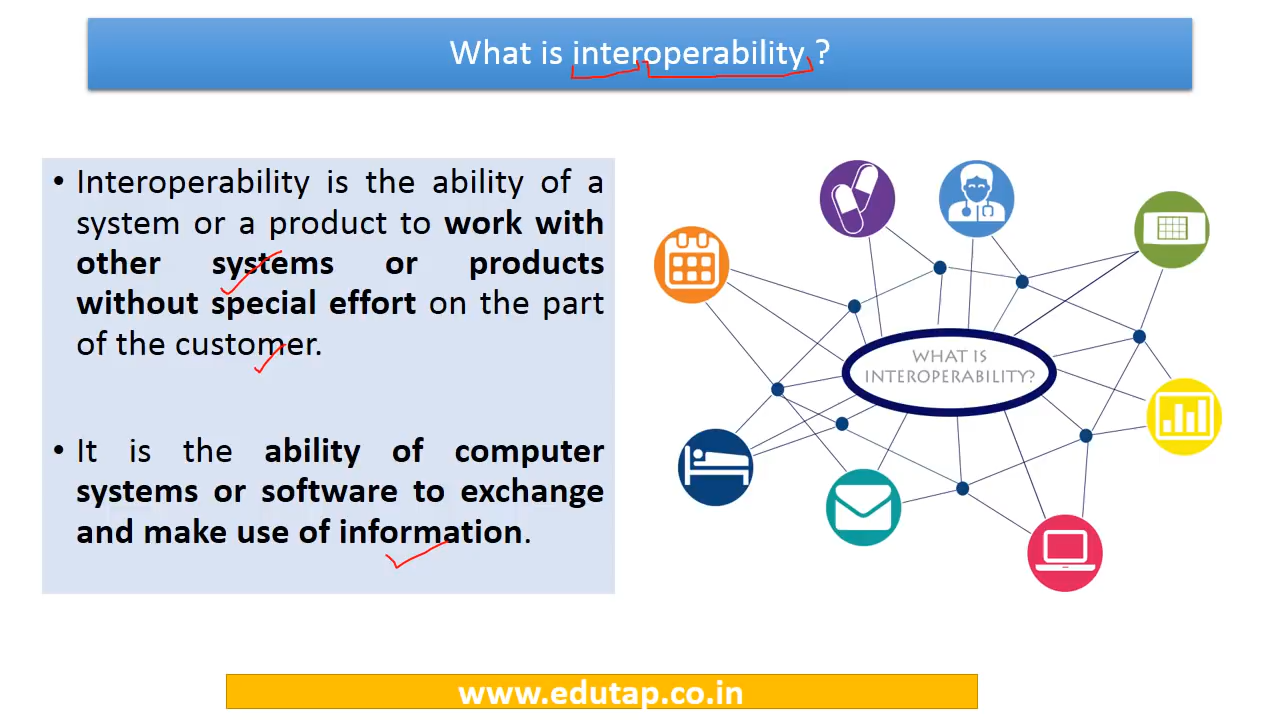 What is interoperability ?
• Interoperability is the ability of a
system or a product to work with
other systems or products
without special effort on the part
of the customer.
• It is the ability of computer
systems or software to exchange
and make use of information.
WHAT IS
INTEROPERABILITY?
www.edutap.co.in